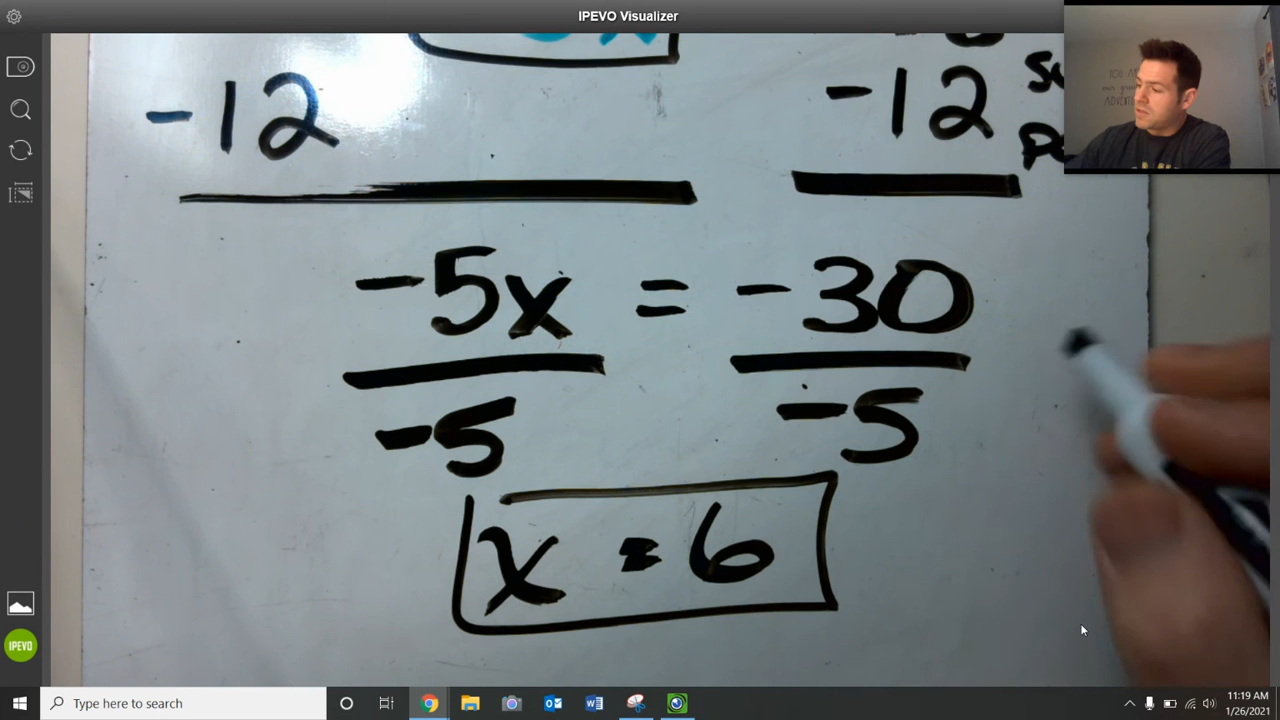 IPEVO Visualizer
-12
-12
-5x = -30
-5 -5
x = 6
IPEVO
Type here to search
11:19 AM
1/26/2021